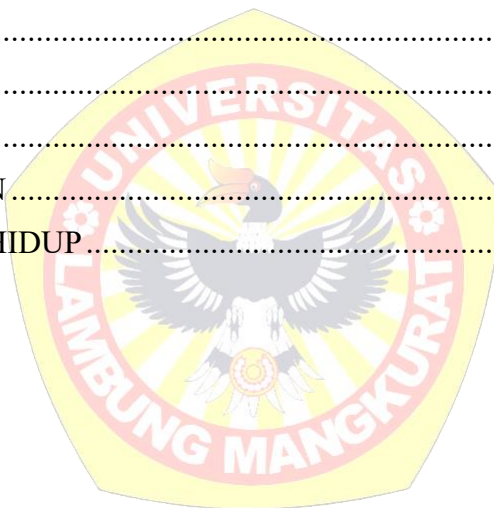 ................................................
................................................
................................................
N................................................
HIDUP................................................
UNIVERSITAS
LAMBUNG MANGKURAT